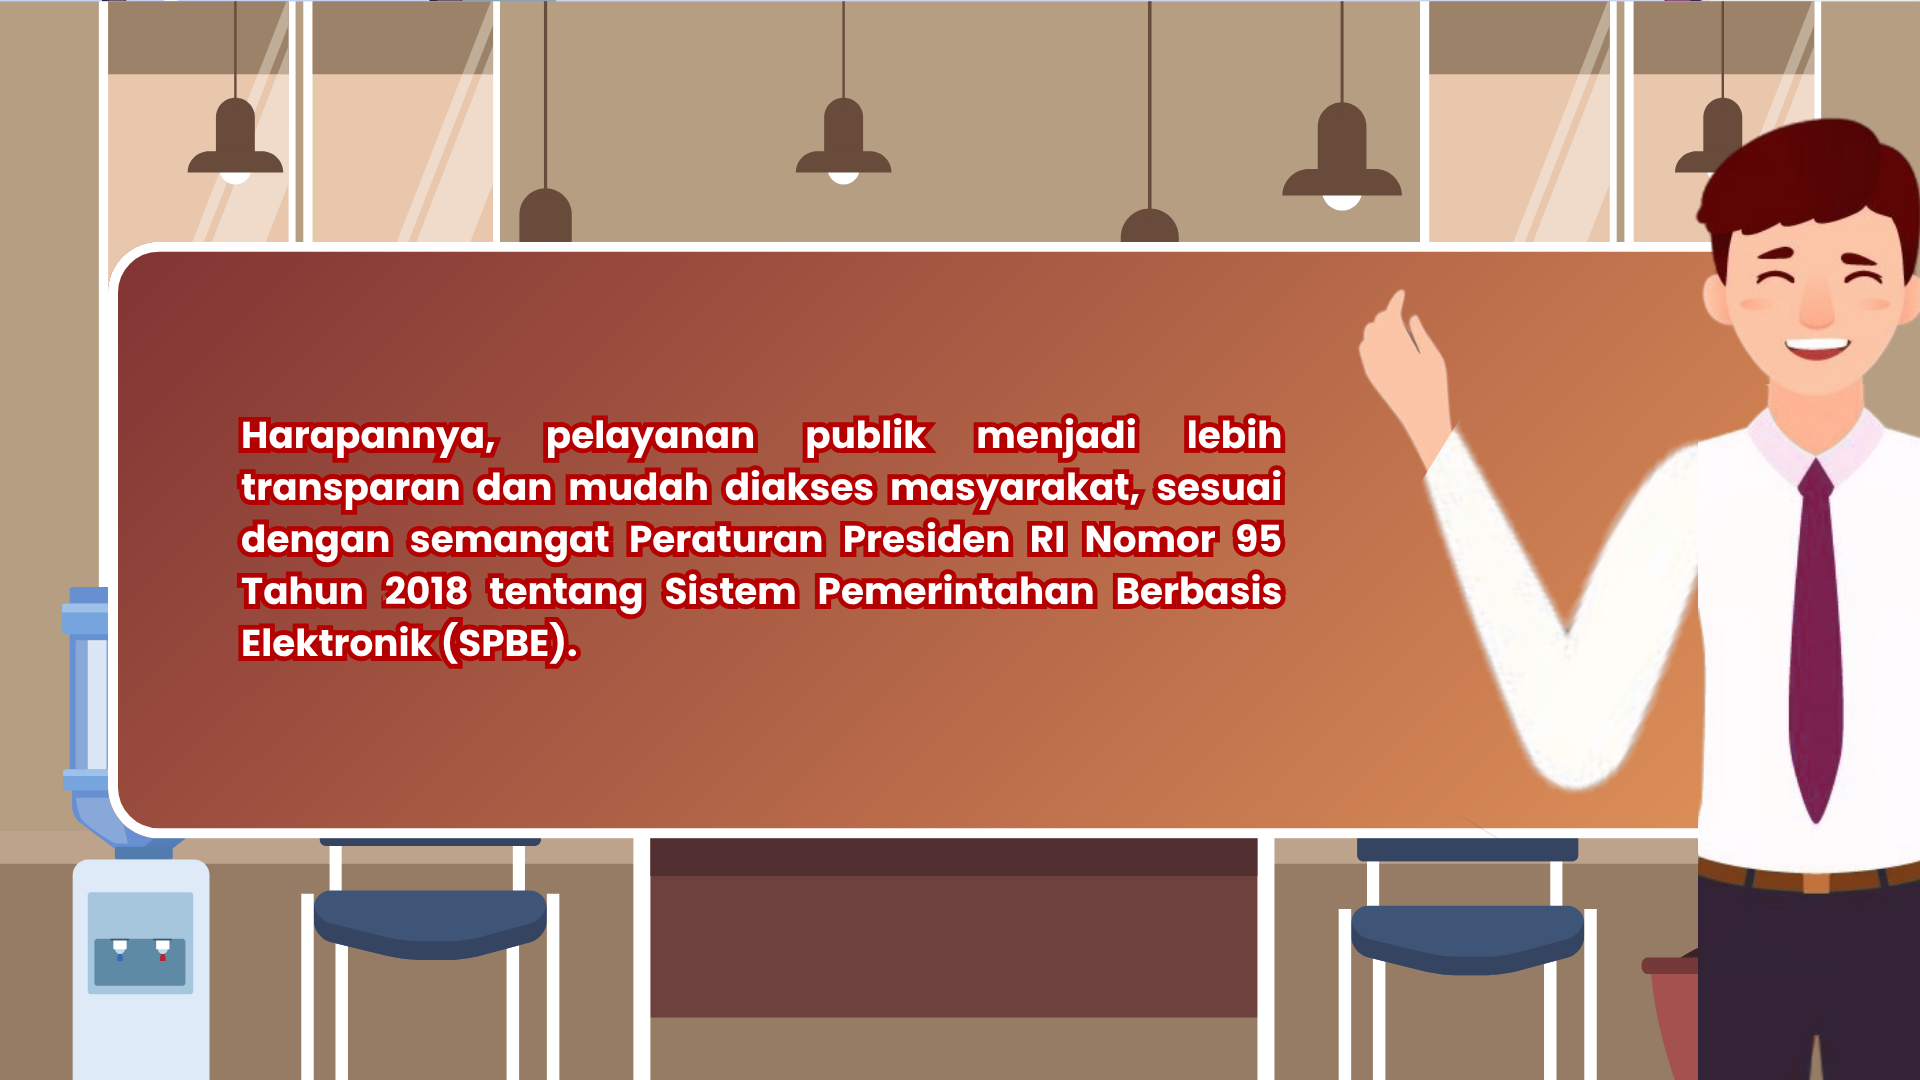 Harapannya, pelayanan publik menjadi lebih
transparan dan mudah diakses masyarakat, sesuai
dengan semangat Peraturan Presiden RI Nomor 95
Tahun 2018 tentang Sistem Pemerintahan Berbasis
Elektronik (SPBE).